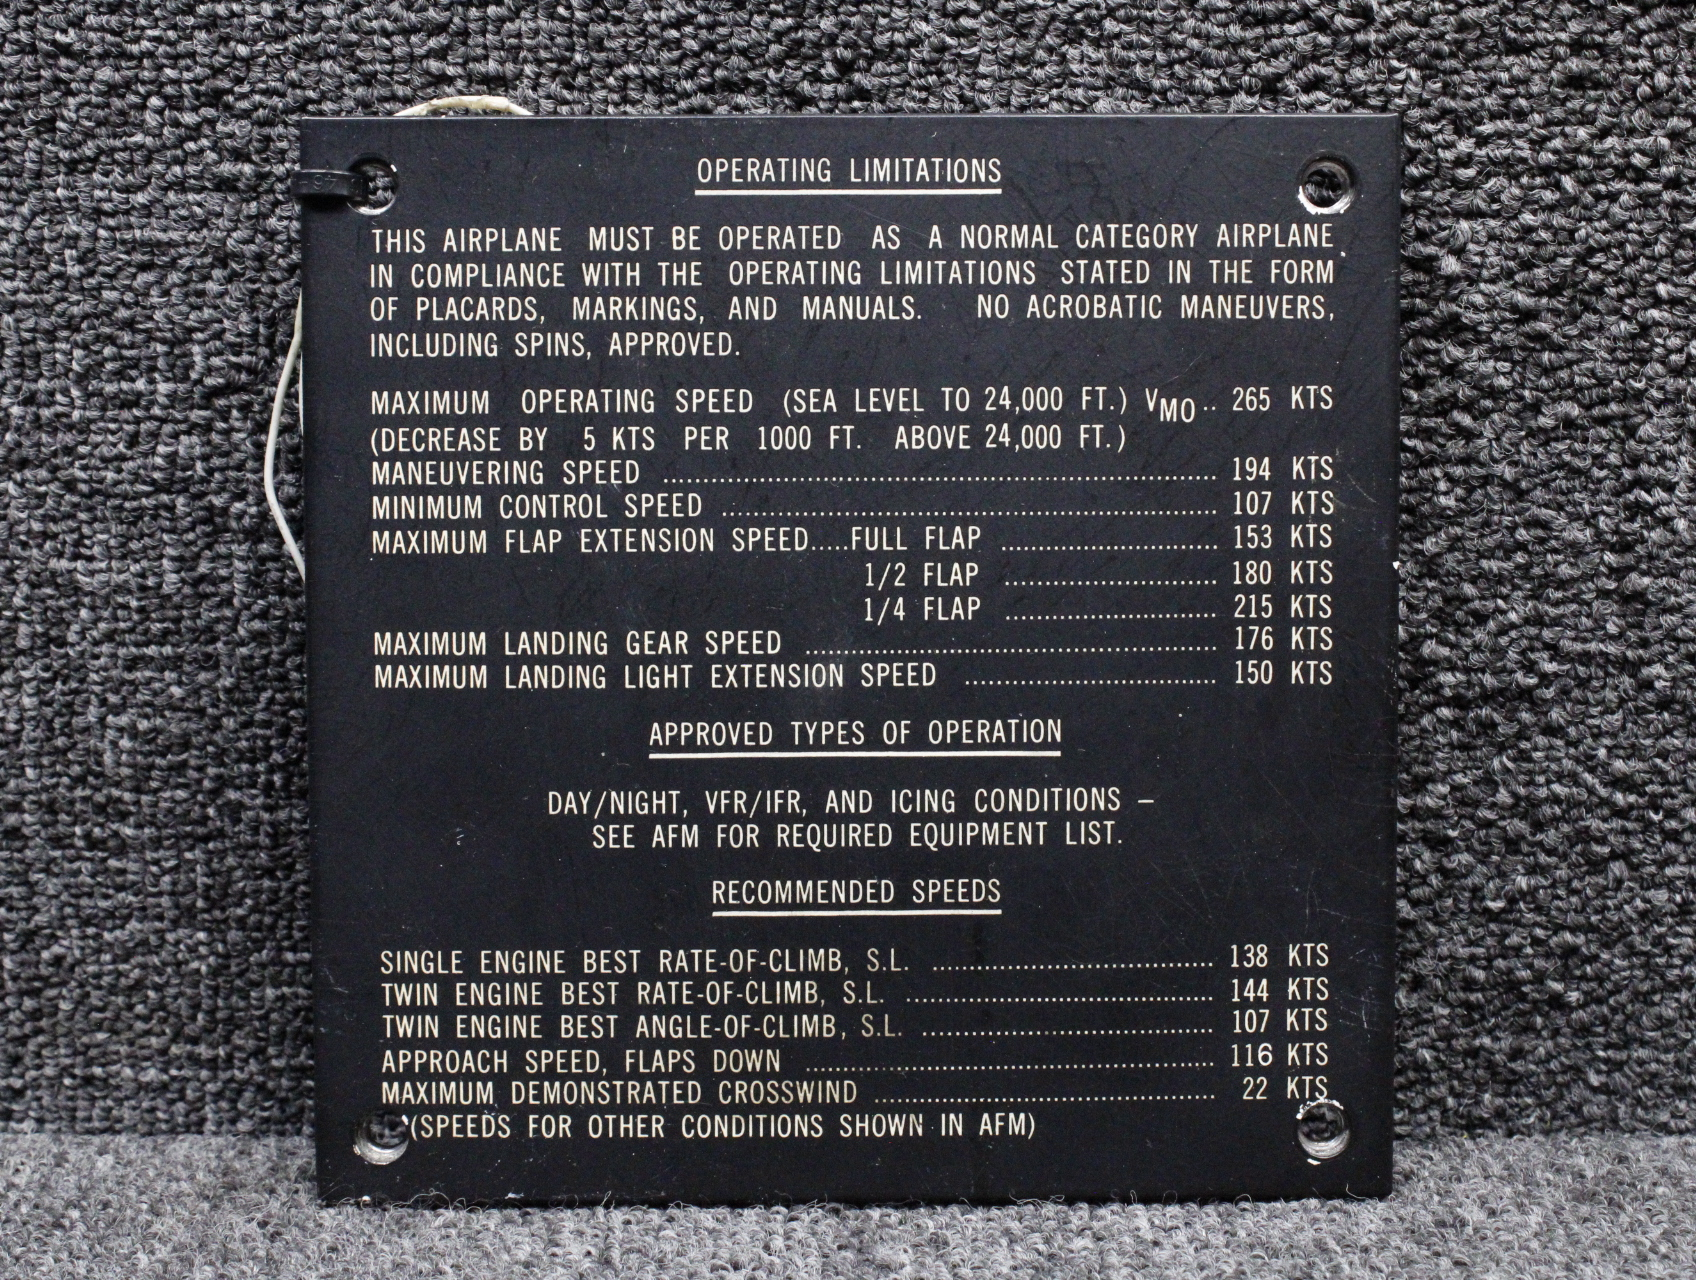 OPERATING LIMITATIONS
THIS AIRPLANE MUST BE OPERATED AS A NORMAL CATEGORY AIRPLANE
IN COMPLIANCE WITH THE OPERATING LIMITATIONS STATED IN THE FORM
OF PLACARDS, MARKINGS, AND MANUALS. NO ACROBATIC MANEUVERS,
INCLUDING SPINS, APPROVED.
MAXIMUM OPERATING SPEED (SEA LEVEL TO 24,000 FT.) VMO.. 265 KTS
(DECREASE BY 5 KTS PER 1000 FT. ABOVE 24,000 FT.)
MANEUVERING SPEED ........ 194 KTS
MINIMUM CONTROL SPEED ........ 107 KTS
MAXIMUM FLAP EXTENSION SPEED.....FULL FLAP ........ 153 KTS
1/2 FLAP ........ 180 KTS
1/4 FLAP ........ 215 KTS
MAXIMUM LANDING GEAR SPEED ........ 176 KTS
MAXIMUM LANDING LIGHT EXTENSION SPEED ........ 150 KTS
APPROVED TYPES OF OPERATION
DAY/NIGHT, VFR/IFR, AND ICING CONDITIONS –
SEE AFM FOR REQUIRED EQUIPMENT LIST.
RECOMMENDED SPEEDS
SINGLE ENGINE BEST RATE-OF-CLIMB, S.L. ........ 138 KTS
TWIN ENGINE BEST RATE-OF-CLIMB, S.L. ........ 144 KTS
TWIN ENGINE BEST ANGLE-OF-CLIMB, S.L. ........ 107 KTS
APPROACH SPEED, FLAPS DOWN ........ 116 KTS
MAXIMUM DEMONSTRATED CROSSWIND ........ 22 KTS
(SPEEDS FOR OTHER CONDITIONS SHOWN IN AFM)